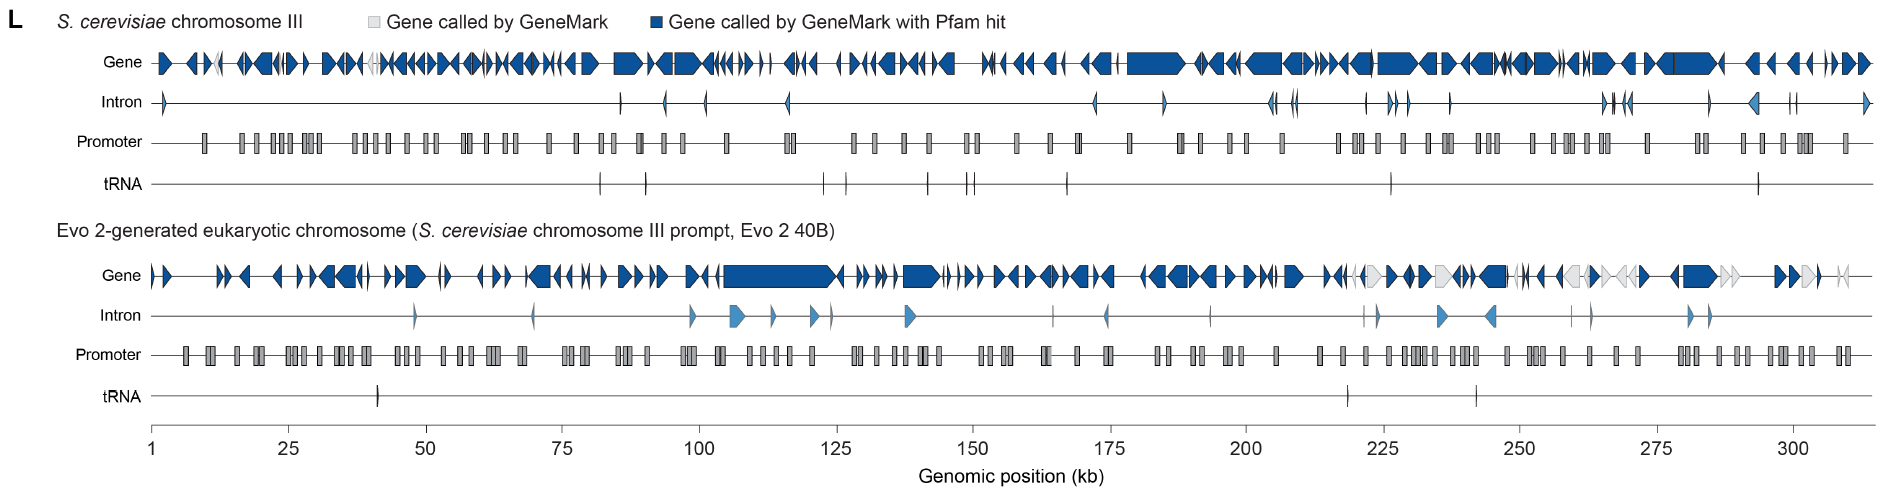 L S. cerevisiae chromosome III Gene called by GeneMark Gene called by GeneMark with Pfam hit
Gene
Intron
Promoter
tRNA
Evo 2-generated eukaryotic chromosome (S. cerevisiae chromosome III prompt, Evo 2 40B)
Gene
Intron
Promoter
tRNA
1 25 50 75 100 125 150 175 200 225 250 275 300
Genomic position (kb)